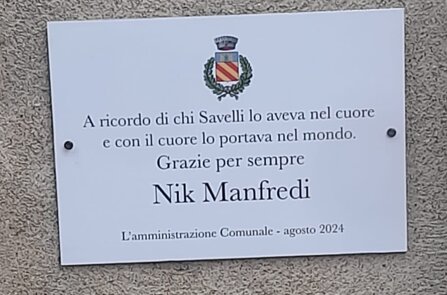 A ricordo di chi Savelli lo aveva nel cuore
e con il cuore lo portava nel mondo.
Grazie per sempre
Nik Manfredi
L'amministrazione Comunale - agosto 2024